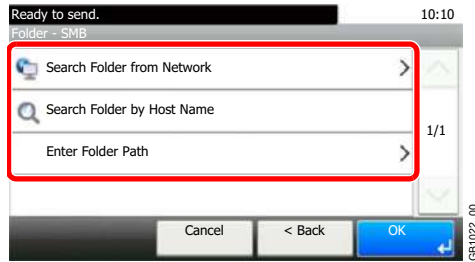 Ready to send. 10:10
Folder - SMB
Search Folder from Network
Search Folder by Host Name
1/1
Enter Folder Path
Cancel < Back OK
GB1022_00